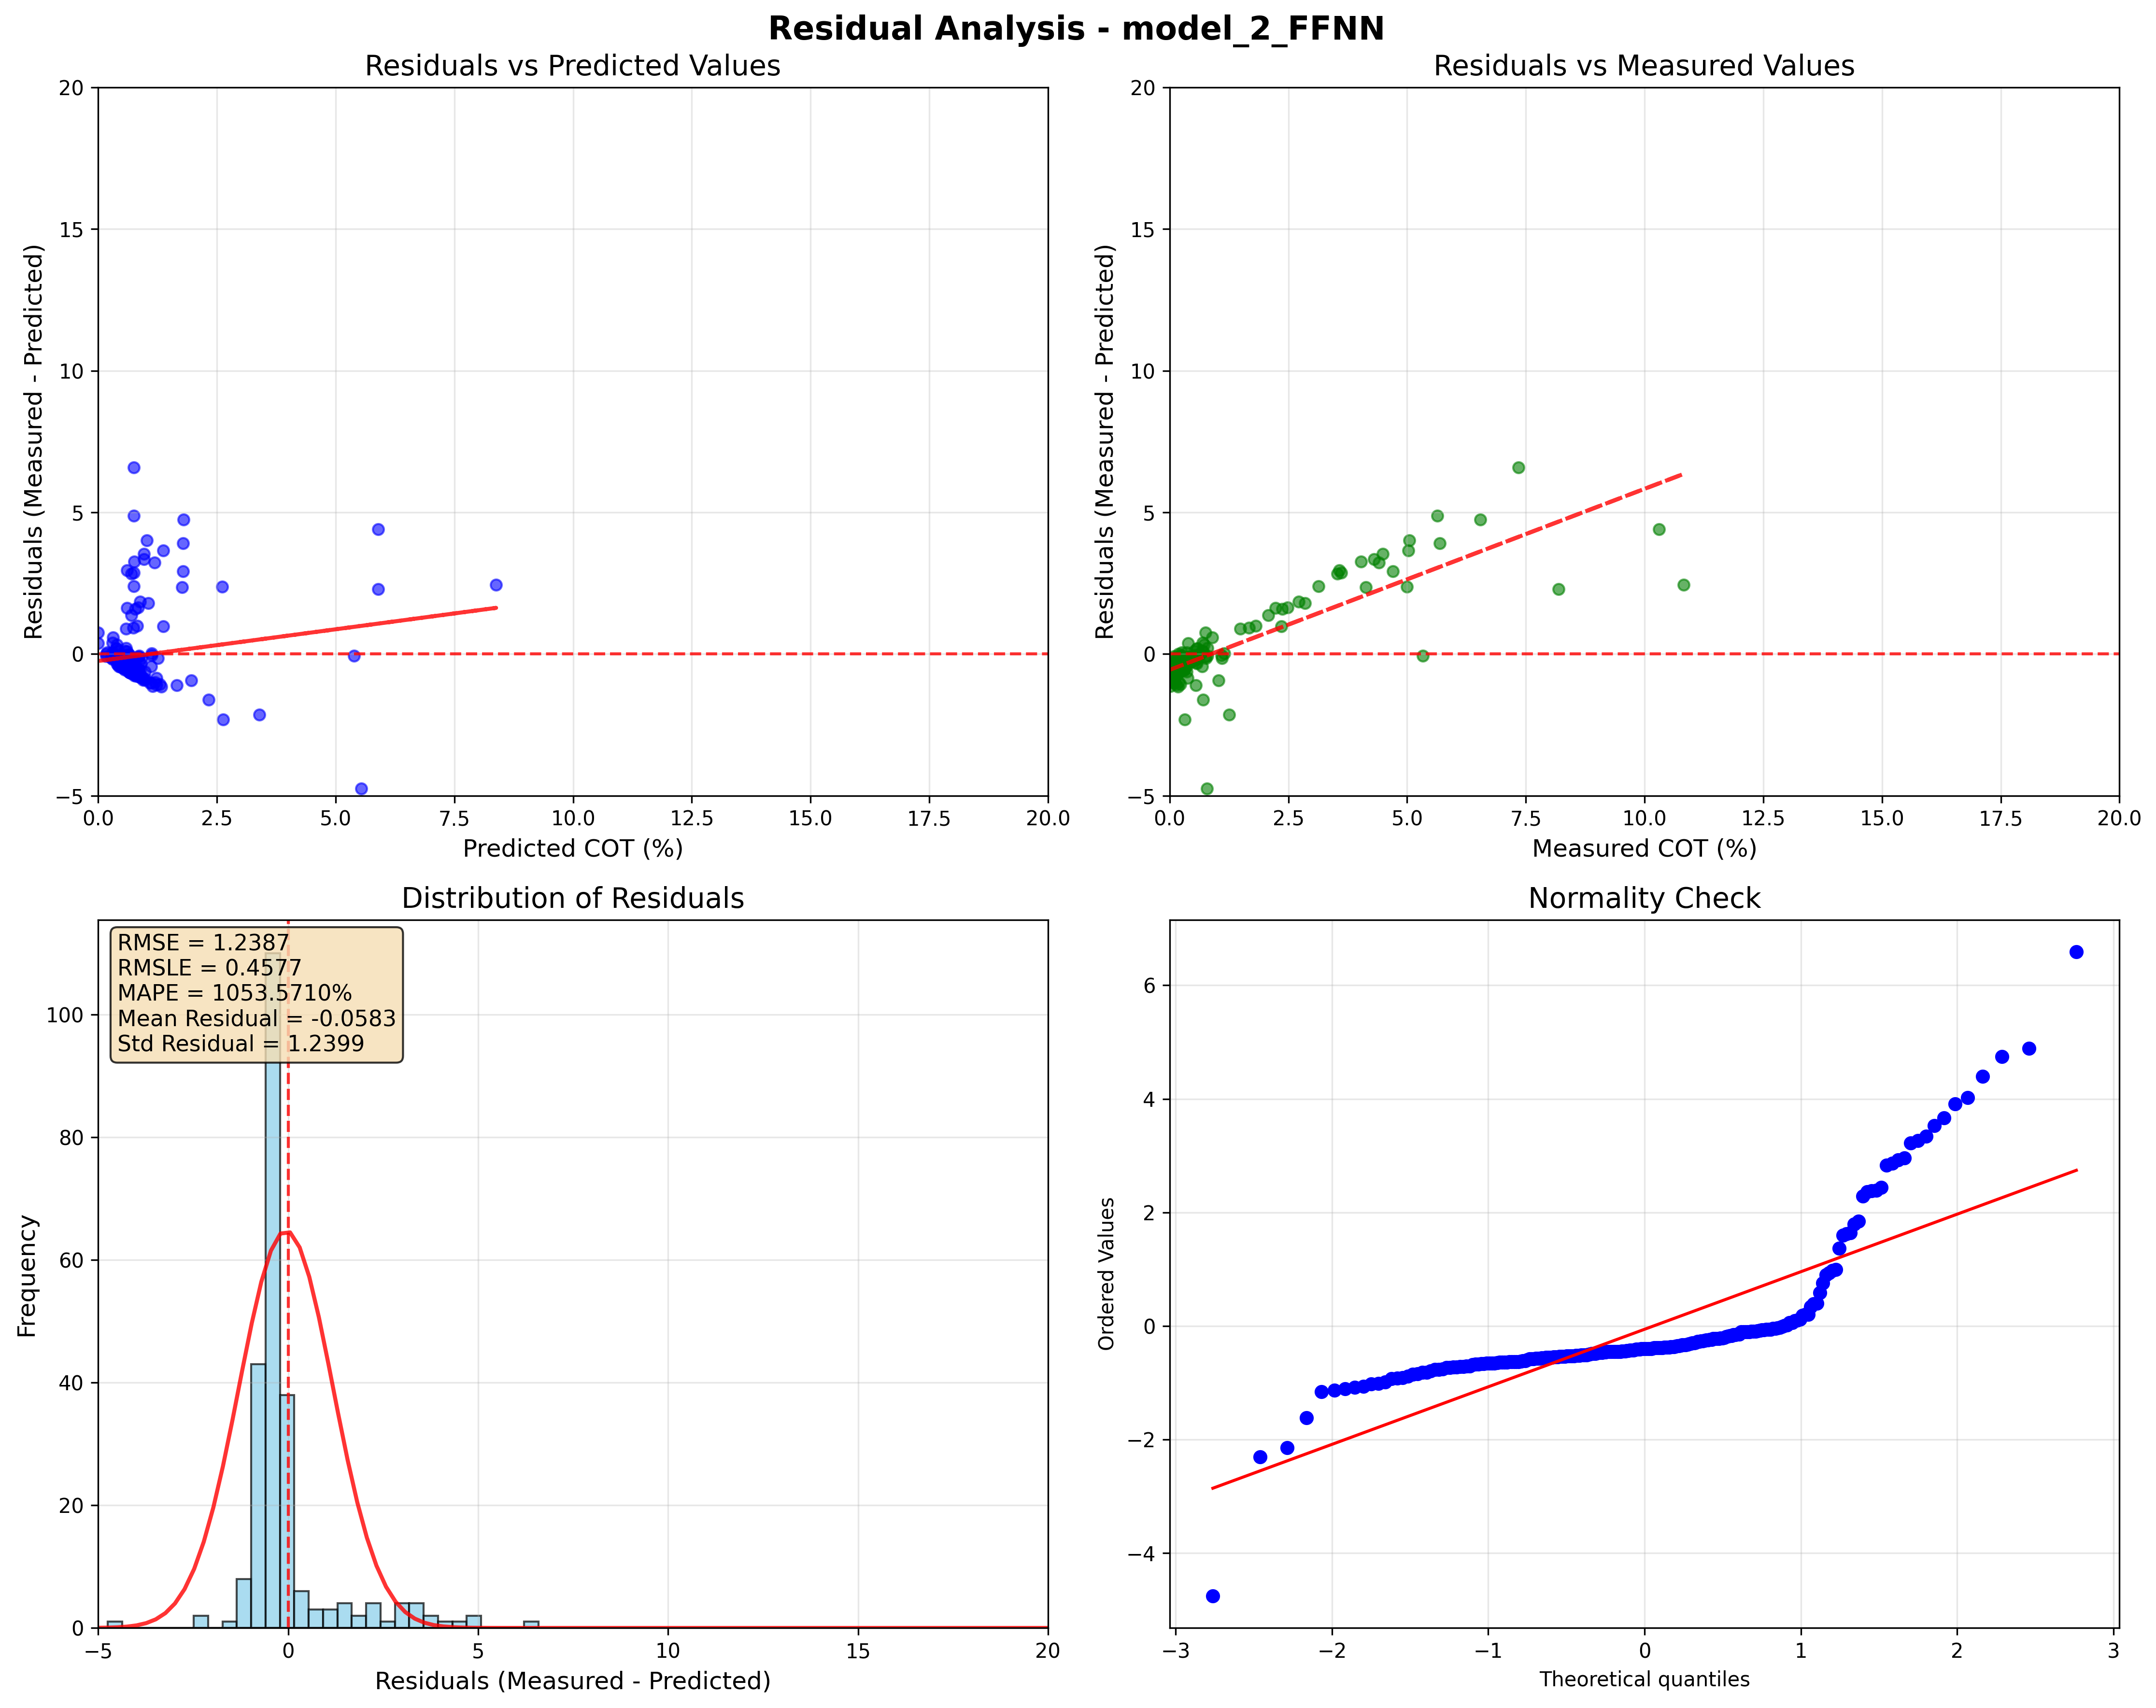 Residual Analysis - model_2_FFNN
Residuals vs Predicted Values
20
15
10
5
0
−5
0.0 2.5 5.0 7.5 10.0 12.5 15.0 17.5 20.0
Predicted COT (%)
Residuals (Measured - Predicted)
Residuals vs Measured Values
20
15
10
5
0
−5
0.0 2.5 5.0 7.5 10.0 12.5 15.0 17.5 20.0
Measured COT (%)
Residuals (Measured - Predicted)
Distribution of Residuals
RMSE = 1.2387
RMSLE = 0.4577
MAPE = 1053.5710%
Mean Residual = -0.0583
Std Residual = 1.2399
100
80
60
40
20
0
−5 0 5 10 15 20
Residuals (Measured - Predicted)
Frequency
Normality Check
6
4
2
0
−2
−4
−3 −2 −1 0 1 2 3
Theoretical quantiles
Ordered Values